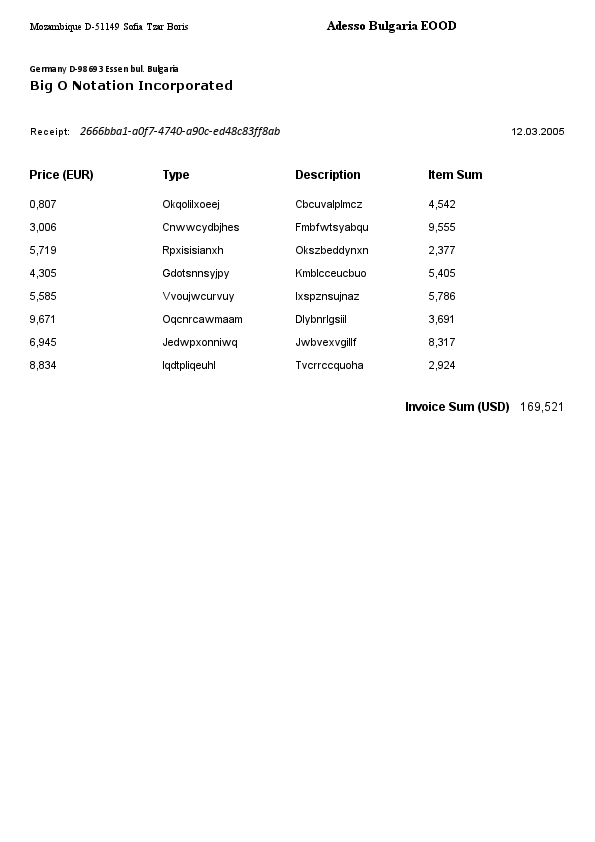 Mozambique D-51149 Sofia Tzar Boris Adesso Bulgaria EOOD
Germany D-98693 Essen bul. Bulgaria
Big O Notation Incorporated
Receipt: 2666bba1-a0f7-4740-a90c-ed48c83ff8ab 12.03.2005
Price (EUR) Type Description Item Sum
0,807 Okqolilxoeej Cbcuvalplmcz 4,542
3,006 Cnwwcydbjhes Fmbfwtsyabqu 9,555
5,719 Rpxisisianxh Okszbeddynxn 2,377
4,305 Gdotsnnsyjpy Kmblcceucbuo 5,405
5,585 Vvoujwcurvuy Ixspznsujnaz 5,786
9,671 Oqcnrcawmaam Dlybnrlgsiil 3,691
6,945 Jedwpxonniwq Jwbvexvgillf 8,317
8,834 Iqdtpliqeuhl Tvcrrccquoha 2,924
Invoice Sum (USD) 169,521